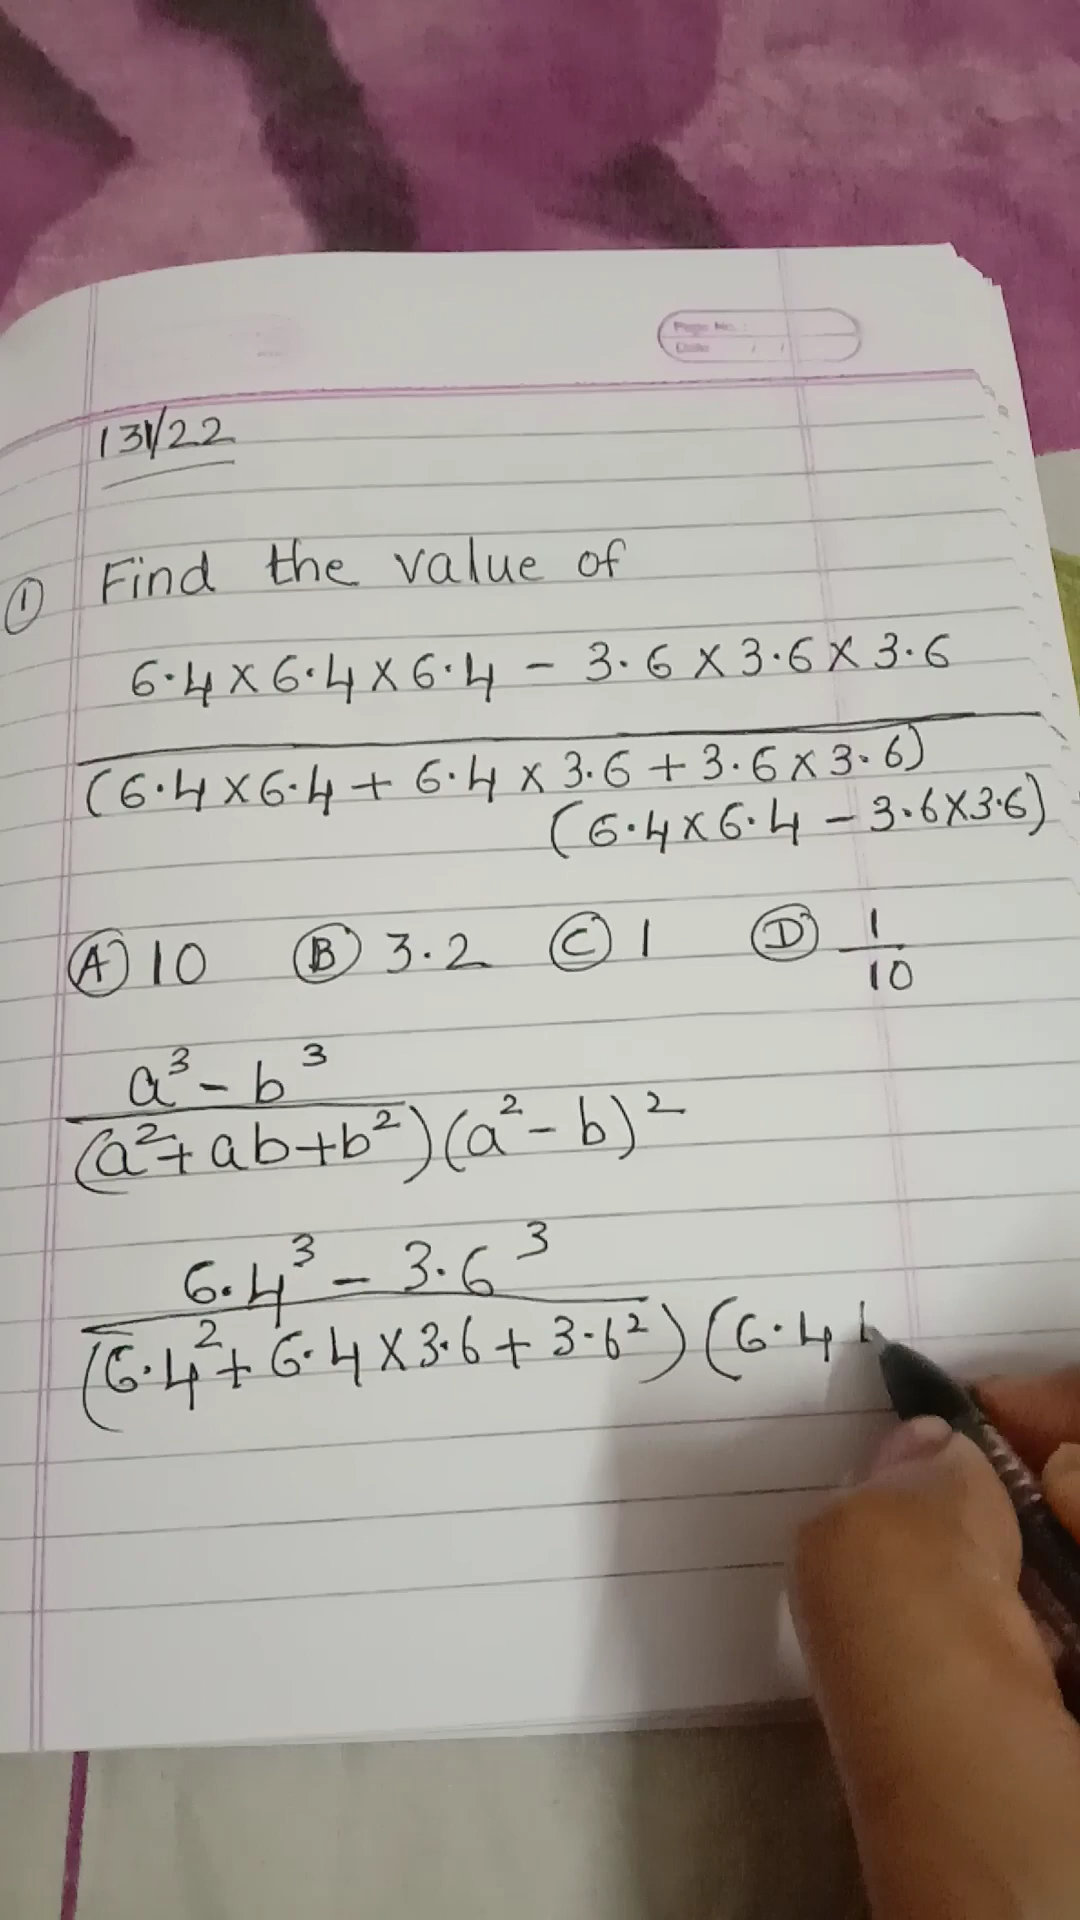 Page No. :
Date / /
13/1/22
① Find the value of
6.4 × 6.4 × 6.4 - 3.6 × 3.6 × 3.6
(6.4 × 6.4 + 6.4 × 3.6 + 3.6 × 3.6)
(6.4 × 6.4 - 3.6 × 3.6)
Ⓐ 10 Ⓑ 3.2 Ⓒ 1 Ⓓ 1/10
a³ - b³
(a² + ab + b²) (a² - b)²
6.4³ - 3.6³
(6.4² + 6.4 × 3.6 + 3.6²) (6.4